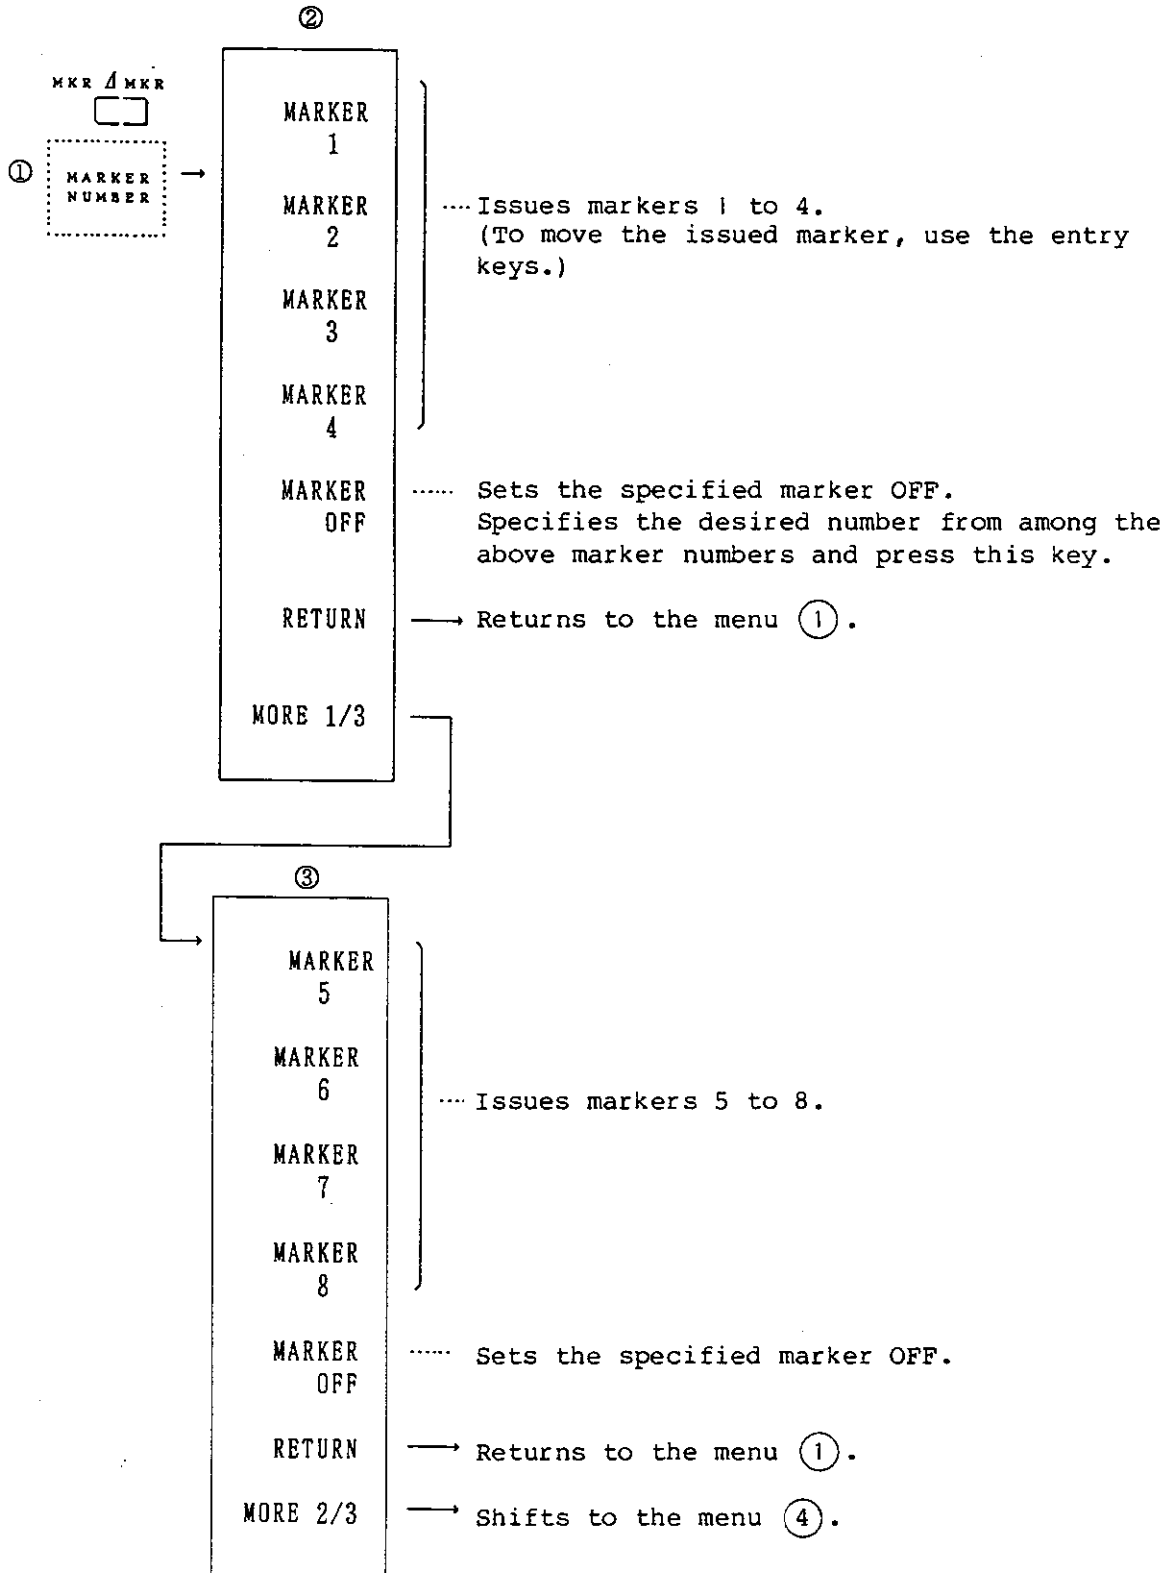 ②
MKR ⊿ MKR
① MARKER
NUMBER
MARKER
1
MARKER
2
MARKER
3
MARKER
4
Issues markers 1 to 4.
(To move the issued marker, use the entry
keys.)
MARKER
OFF
Sets the specified marker OFF.
Specifies the desired number from among the
above marker numbers and press this key.
RETURN → Returns to the menu ①.
MORE 1/3
③
MARKER
5
MARKER
6
MARKER
7
MARKER
8
Issues markers 5 to 8.
MARKER
OFF
Sets the specified marker OFF.
RETURN → Returns to the menu ①.
MORE 2/3 → Shifts to the menu ④.